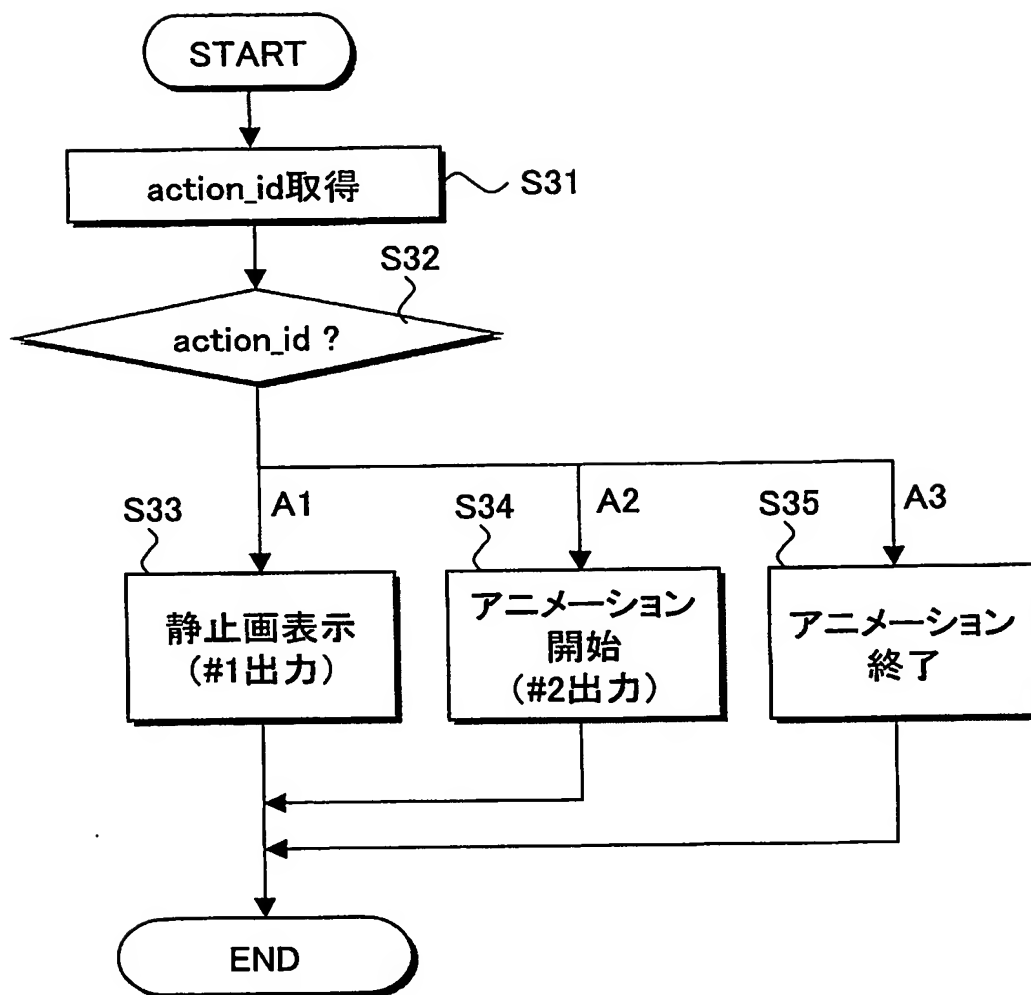 START
action_id取得
S31
S32
action_id ?
A1
A2
A3
S33
S34
S35
静止画表示
(#1出力)
アニメーション
開始
(#2出力)
アニメーション
終了
END